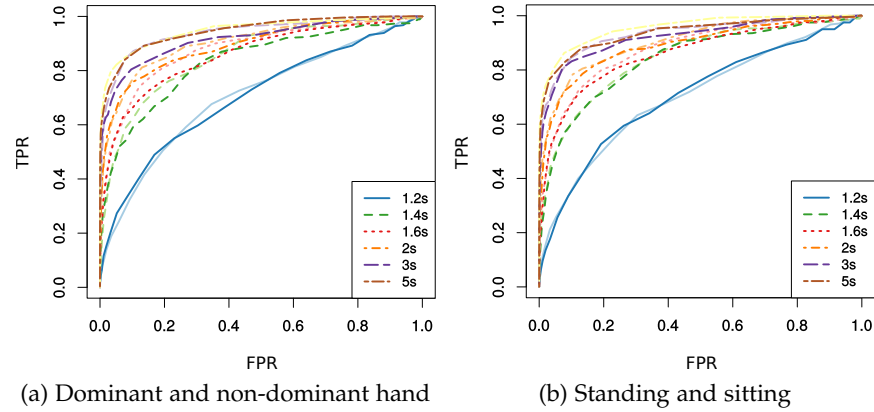 TPR
1.0
0.8
0.6
0.4
0.2
0.0
1.2s
1.4s
1.6s
2s
3s
5s
0.0 0.2 0.4 0.6 0.8 1.0
FPR
(a) Dominant and non-dominant hand
TPR
1.0
0.8
0.6
0.4
0.2
0.0
1.2s
1.4s
1.6s
2s
3s
5s
0.0 0.2 0.4 0.6 0.8 1.0
FPR
(b) Standing and sitting